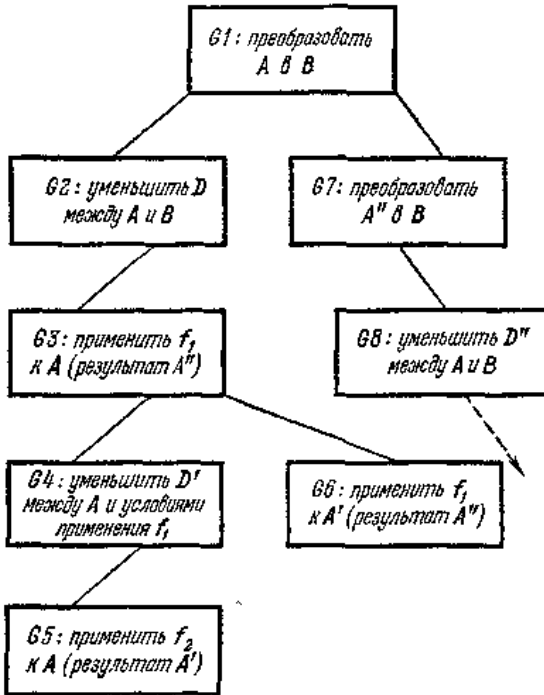 G1: преобразовать
A в B
G2: уменьшить D
между A и B
G7: преобразовать
A" в B
G3: применить f₁
к A (результат A")
G8: уменьшить D"
между A и B
G4: уменьшить D'
между A и условиями
применения f₁
G6: применить f₁
к A' (результат A")
G5: применить f₂
к A (результат A')